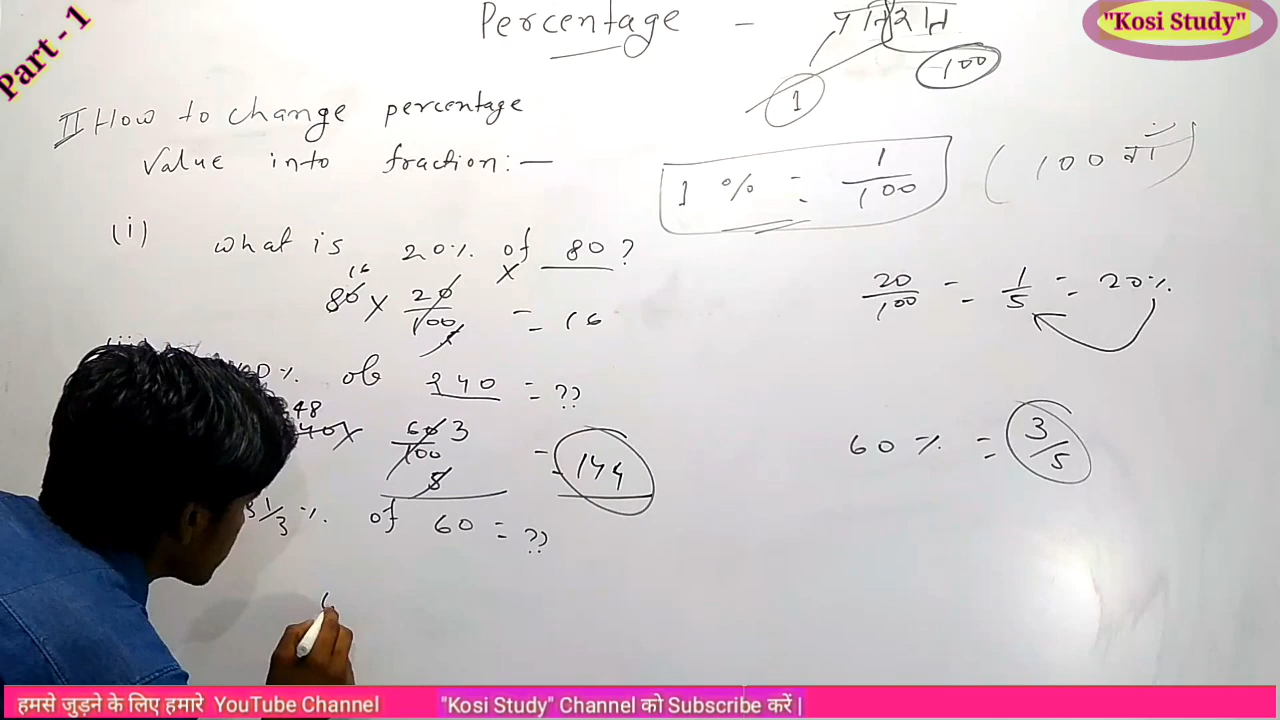 Part - 1
Percentage - प्रतिशत
"Kosi Study"
1
100
II How to change percentage
value into fraction:-
1 % = 1/100 (100 वाँ)
(i) what is 20% of 80?
16
80 x 20/100 = 16
20/100 = 1/5 = 20%
0% of 240 = ??
48
40 x 60/100 3 = 144
5
60 % = 3/5
3 1/3 % of 60 = ??
हमसे जुड़ने के लिए हमारे YouTube Channel "Kosi Study" Channel को Subscribe करें |